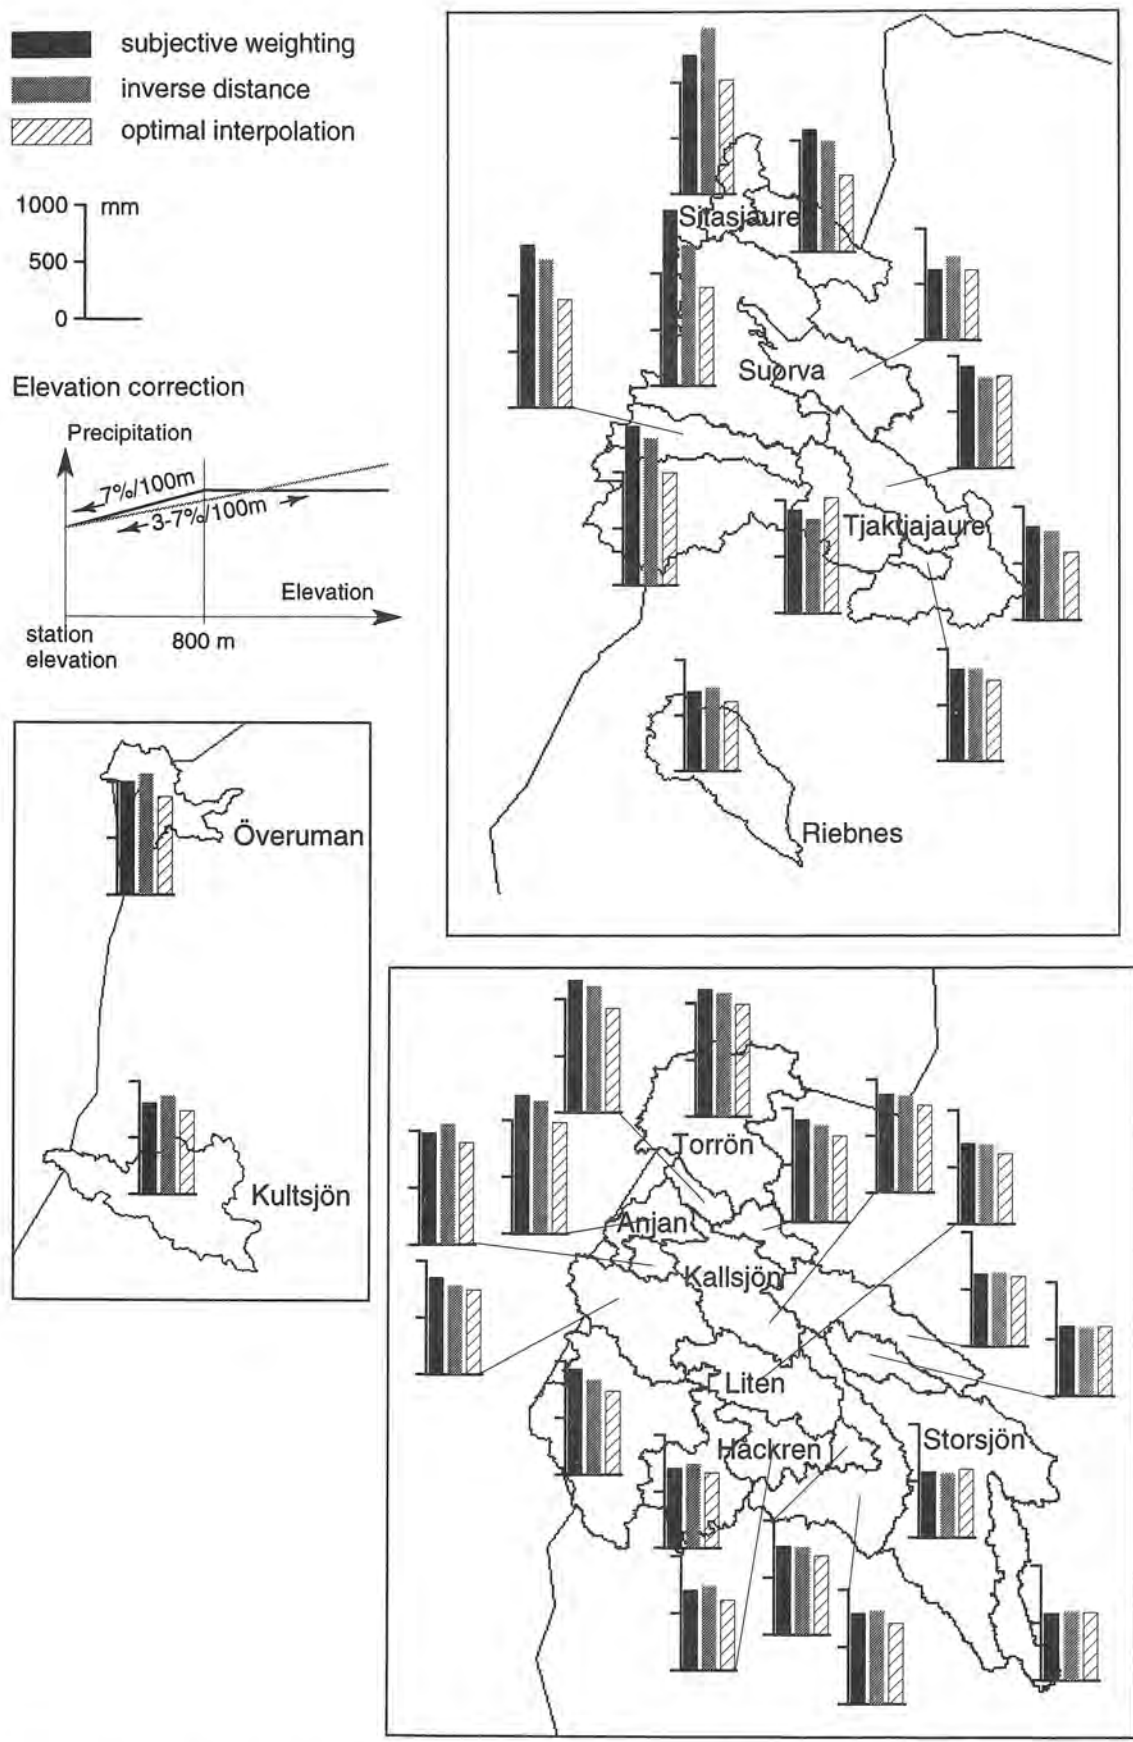 subjective weighting
inverse distance
optimal interpolation
1000 mm
500
0
Elevation correction
Precipitation
7%/100m
3-7%/100m
Elevation
station
elevation
800 m
Sitasjaure
Suorva
Tjaktjajaure
Riebnes
Överuman
Kultsjön
Torrön
Anjan
Kallsjön
Liten
Håckren
Storsjön